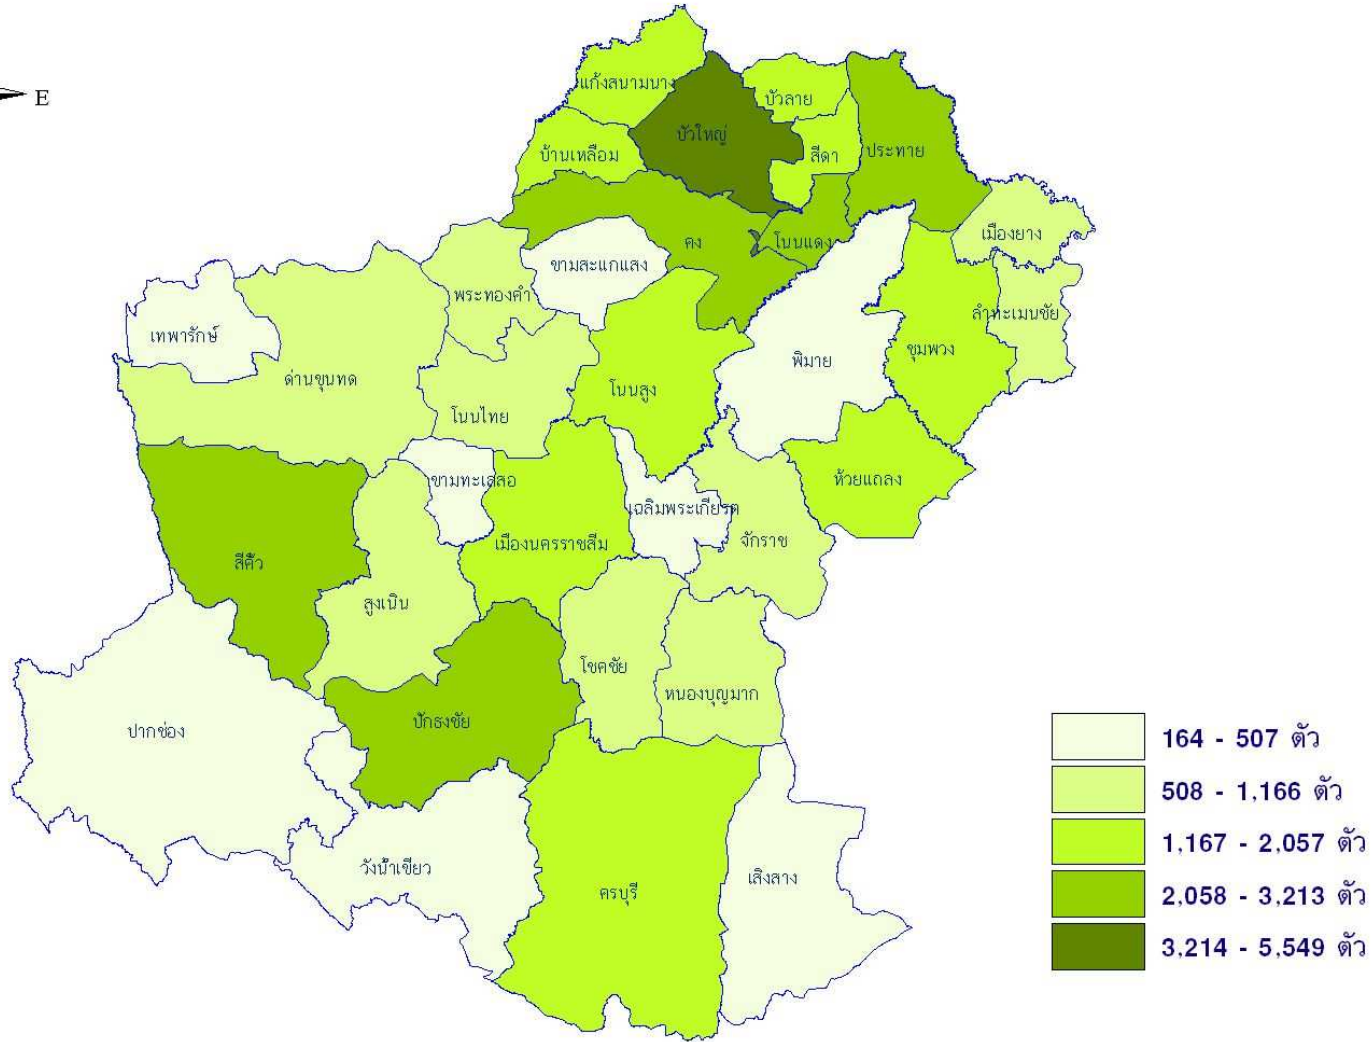 แก้งสนามนาง
E
บัวลาย
บัวใหญ่
บ้านเหลื่อม
สีดา
ประทาย
เมืองยาง
คง
โนนแดง
ขามสะแกแสง
พระทองคำ
ลำทะเมนชัย
เทพารักษ์
ชุมพวง
พิมาย
ด่านขุนทด
โนนสูง
โนนไทย
ขามทะเลสอ
ห้วยแถลง
เฉลิมพระเกียรต
เมืองนครราชสีม
จักราช
สีคิ้ว
สูงเนิน
โชคชัย
หนองบุญมาก
ปักธงชัย
ปากช่อง
164 - 507 ตัว
508 - 1,166 ตัว
1,167 - 2,057 ตัว
วังน้ำเขียว
เสิงสาง
ครบุรี
2,058 - 3,213 ตัว
3,214 - 5,549 ตัว